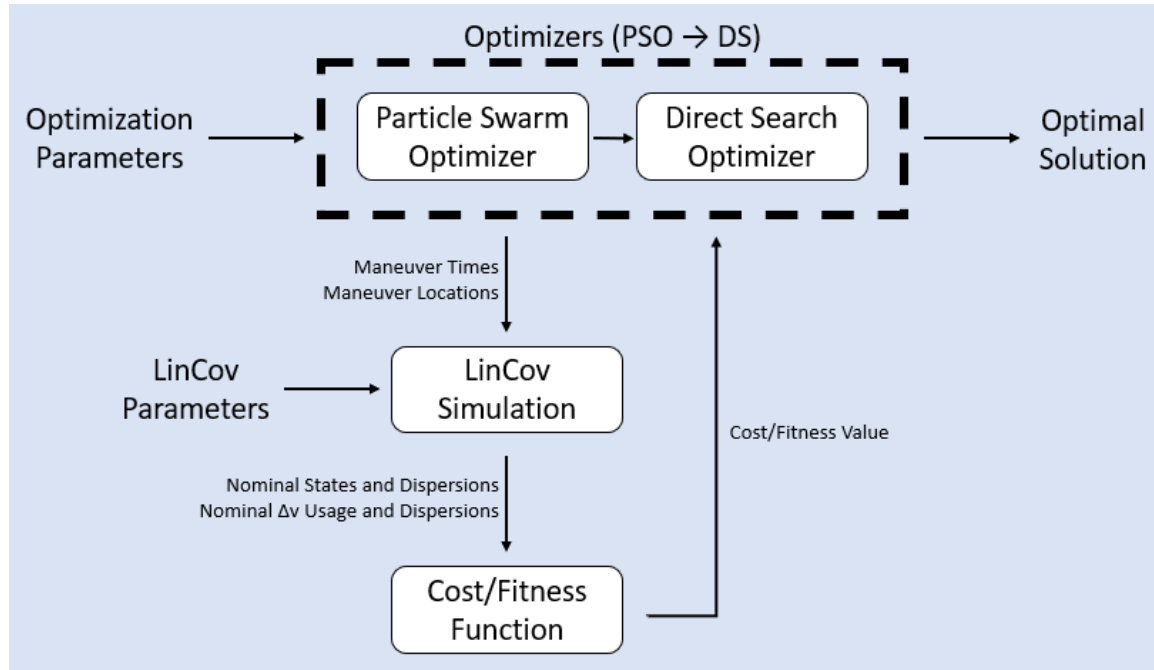 Optimizers (PSO → DS)
Optimization
Parameters
Particle Swarm
Optimizer
Direct Search
Optimizer
Optimal
Solution
Maneuver Times
Maneuver Locations
LinCov
Parameters
LinCov
Simulation
Cost/Fitness Value
Nominal States and Dispersions
Nominal Δv Usage and Dispersions
Cost/Fitness
Function